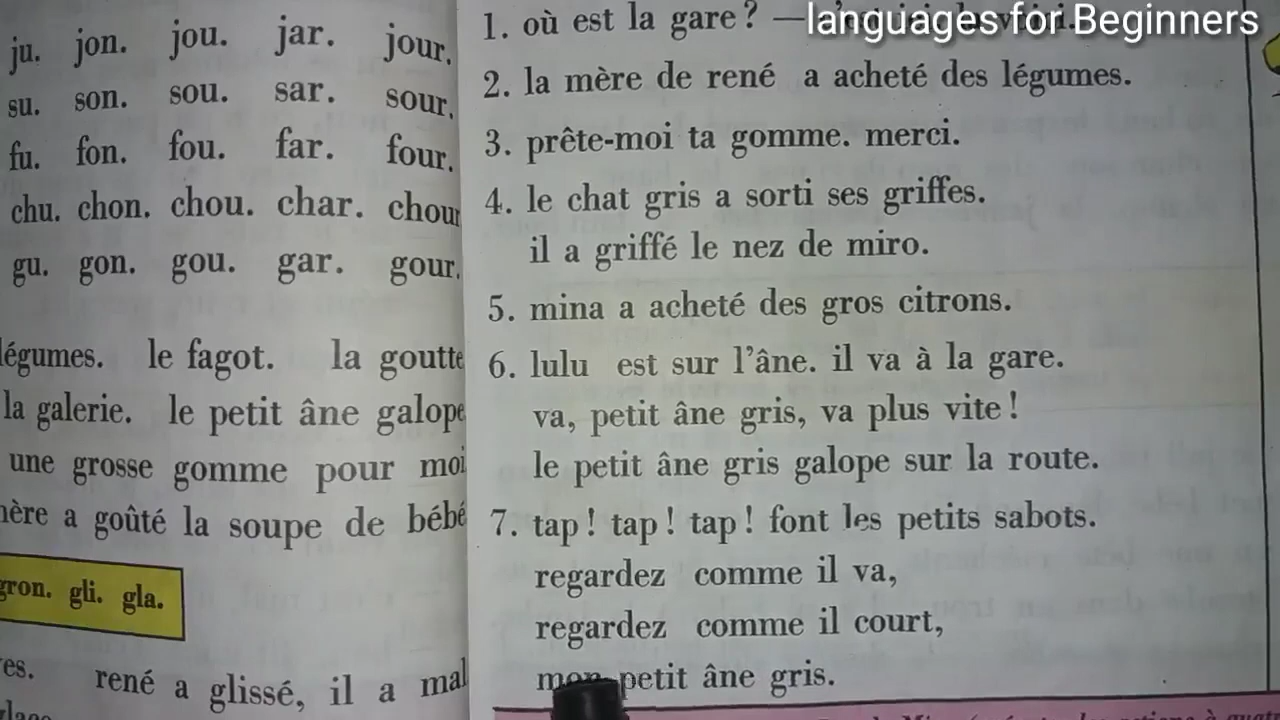 languages for Beginners
ju. jon. jou. jar. jour.
su. son. sou. sar. sour.
fu. fon. fou. far. four.
chu. chon. chou. char. chour
gu. gon. gou. gar. gour.
légumes. le fagot. la goutte
la galerie. le petit âne galope
une grosse gomme pour moi
a goûté la soupe de bébé
gron. gli. gla.
rené a glissé, il a mal
1. où est la gare ? —
2. la mère de rené a acheté des légumes.
3. prête-moi ta gomme. merci.
4. le chat gris a sorti ses griffes.
il a griffé le nez de miro.
5. mina a acheté des gros citrons.
6. lulu est sur l'âne. il va à la gare.
va, petit âne gris, va plus vite !
le petit âne gris galope sur la route.
7. tap ! tap ! tap ! font les petits sabots.
regardez comme il va,
regardez comme il court,
mon petit âne gris.